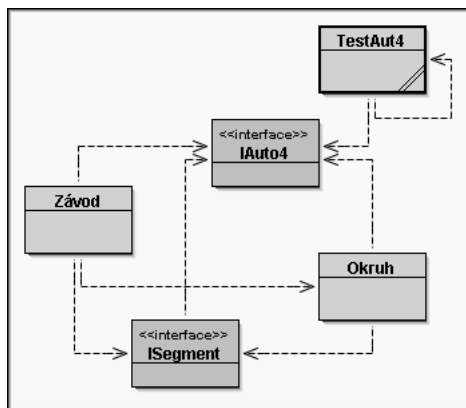 TestAut4
<<interface>>
IAuto4
Závod
Okruh
<<interface>>
ISegment